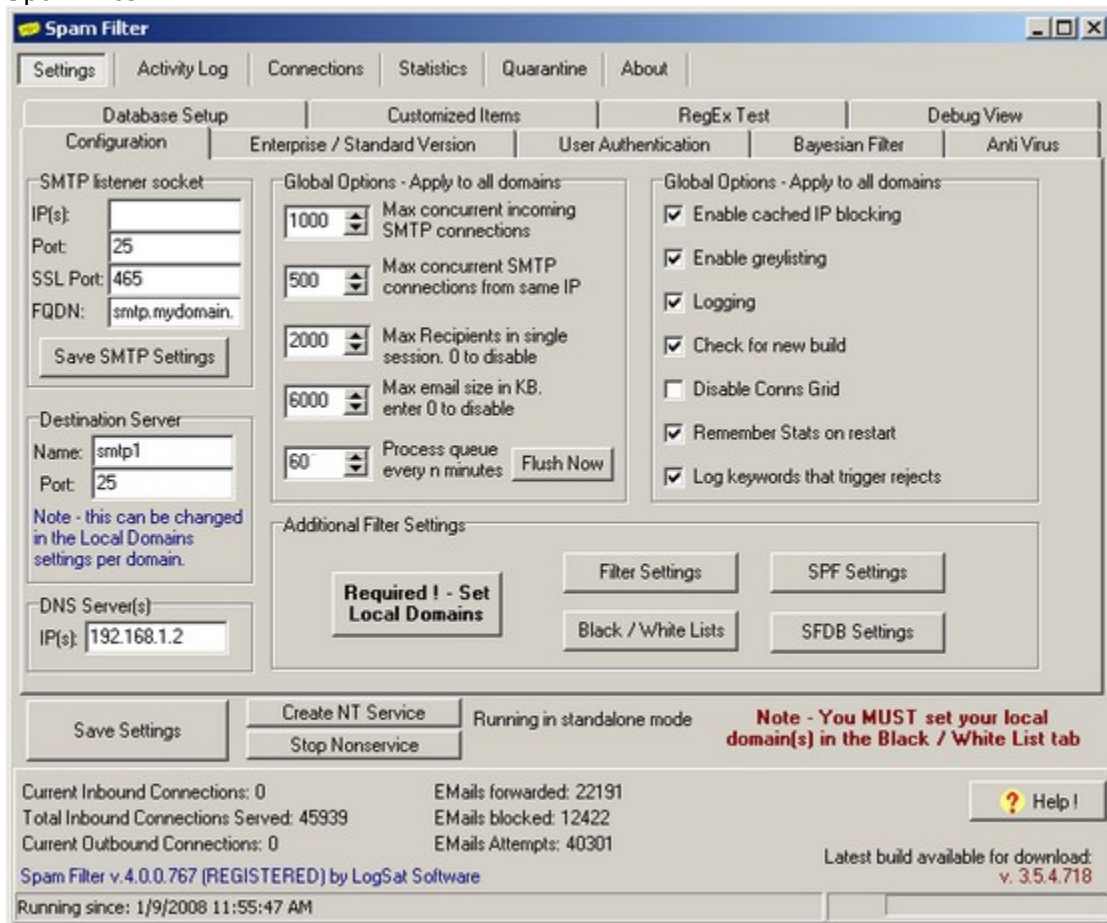 Spam Filter
Settings
Activity Log
Connections
Statistics
Quarantine
About
Database Setup
Customized Items
RegEx Test
Debug View
Configuration
Enterprise / Standard Version
User Authentication
Bayesian Filter
Anti Virus
SMTP listener socket
IP(s):
Port: 25
SSL Port: 465
FQDN: smtp.mydomain.
Save SMTP Settings
Destination Server
Name: smtp1
Port: 25
Note - this can be changed
in the Local Domains
settings per domain.
DNS Server(s)
IP(s): 192.168.1.2
Global Options - Apply to all domains
1000 Max concurrent incoming
SMTP connections
500 Max concurrent SMTP
connections from same IP
2000 Max Recipients in single
session. 0 to disable
6000 Max email size in KB.
enter 0 to disable
60 Process queue
every n minutes
Flush Now
Global Options - Apply to all domains
Enable cached IP blocking
Enable greylisting
Logging
Check for new build
Disable Conns Grid
Remember Stats on restart
Log keywords that trigger rejects
Additional Filter Settings
Required ! - Set
Local Domains
Filter Settings
SPF Settings
Black / White Lists
SFDB Settings
Save Settings
Create NT Service
Stop Nonservice
Running in standalone mode
Note - You MUST set your local
domain(s) in the Black / White List tab
Current Inbound Connections: 0
Total Inbound Connections Served: 45939
Current Outbound Connections: 0
EMails forwarded: 22191
EMails blocked: 12422
EMails Attempts: 40301
Help !
Spam Filter v.4.0.0.767 (REGISTERED) by LogSat Software
Latest build available for download:
v. 3.5.4.718
Running since: 1/9/2008 11:55:47 AM